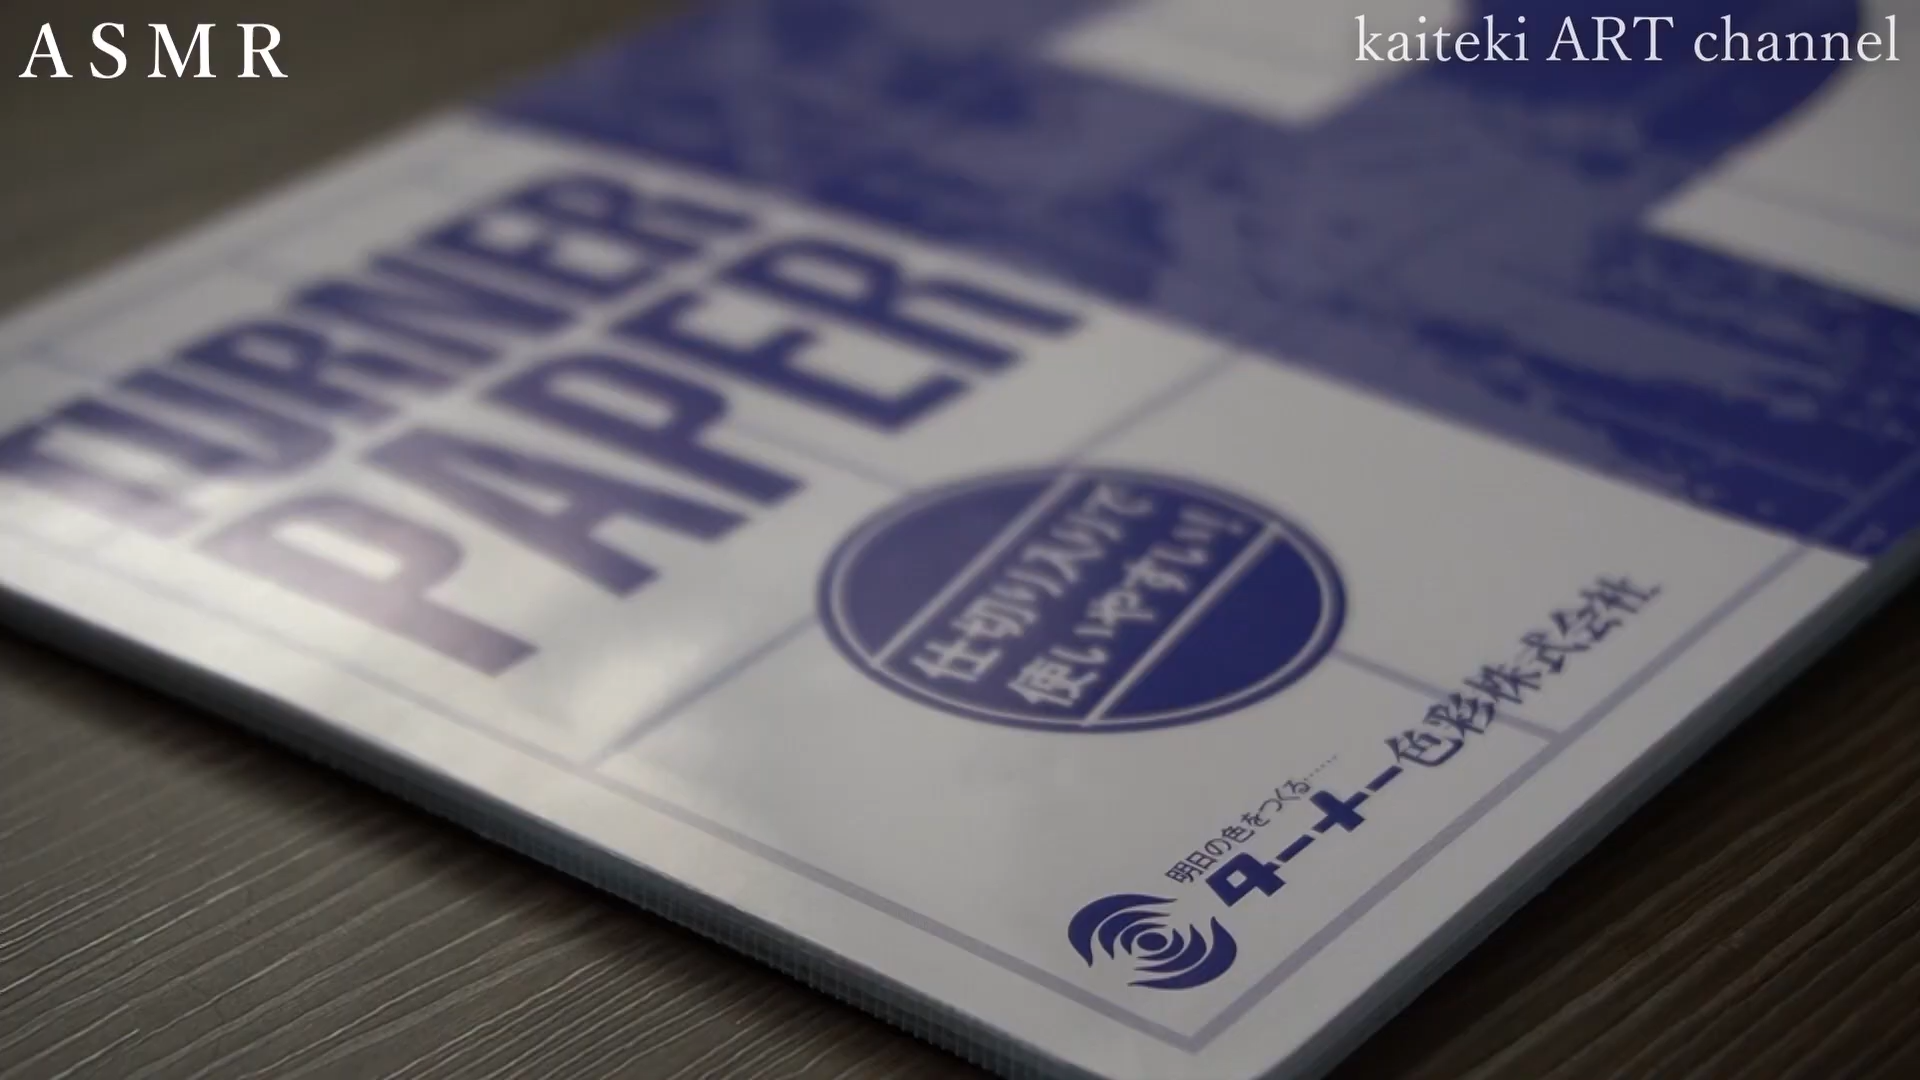 ASMR
kaiteki ART channel
TURNER
PAPER
仕切り入りで
使いやすい!
明日の色をつくる……
ターナー色彩株式会社